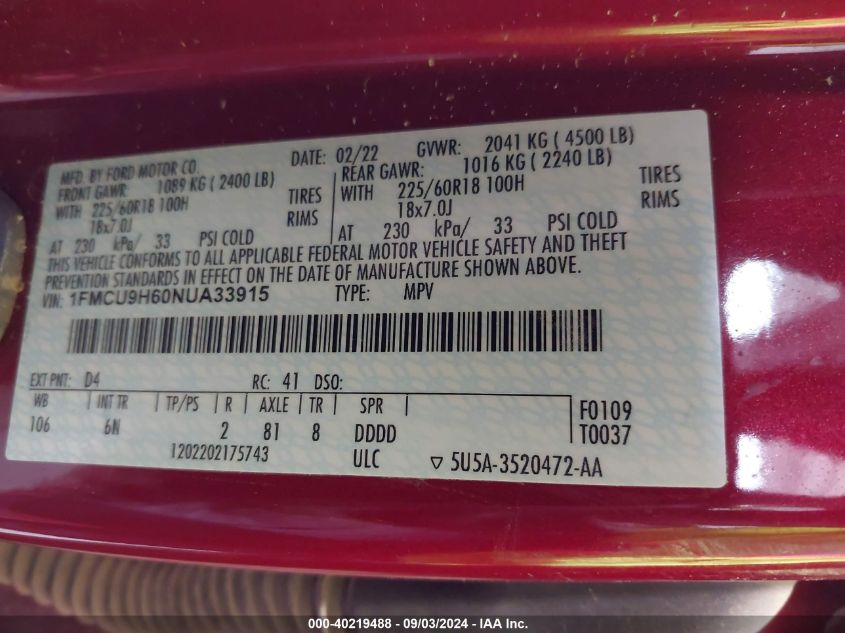 MFD. BY FORD MOTOR CO. DATE: 02/22 GVWR: 2041 KG ( 4500 LB)
FRONT GAWR: 1089 KG ( 2400 LB) REAR GAWR: 1016 KG ( 2240 LB)
WITH 225/60R18 100H TIRES WITH 225/60R18 100H TIRES
18x7.0J RIMS 18x7.0J RIMS
AT 230 kPa/ 33 PSI COLD AT 230 kPa/ 33 PSI COLD
THIS VEHICLE CONFORMS TO ALL APPLICABLE FEDERAL MOTOR VEHICLE SAFETY AND THEFT
PREVENTION STANDARDS IN EFFECT ON THE DATE OF MANUFACTURE SHOWN ABOVE.
VIN: 1FMCU9H60NUA33915 TYPE: MPV
EXT PNT: D4 RC: 41 DSO:
WB INT TR TP/PS R AXLE TR SPR F0109
106 6N 2 81 8 DDDD T0037
1202202175743 ULC ▽ 5U5A-3520472-AA
000-40219488 - 09/03/2024 - IAA Inc.